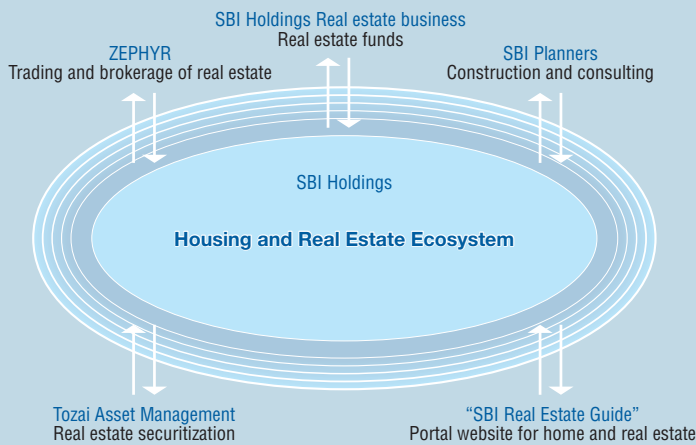 SBI Holdings Real estate business
Real estate funds
ZEPHYR
Trading and brokerage of real estate
SBI Planners
Construction and consulting
SBI Holdings
Housing and Real Estate Ecosystem
Tozai Asset Management
Real estate securitization
“SBI Real Estate Guide”
Portal website for home and real estate